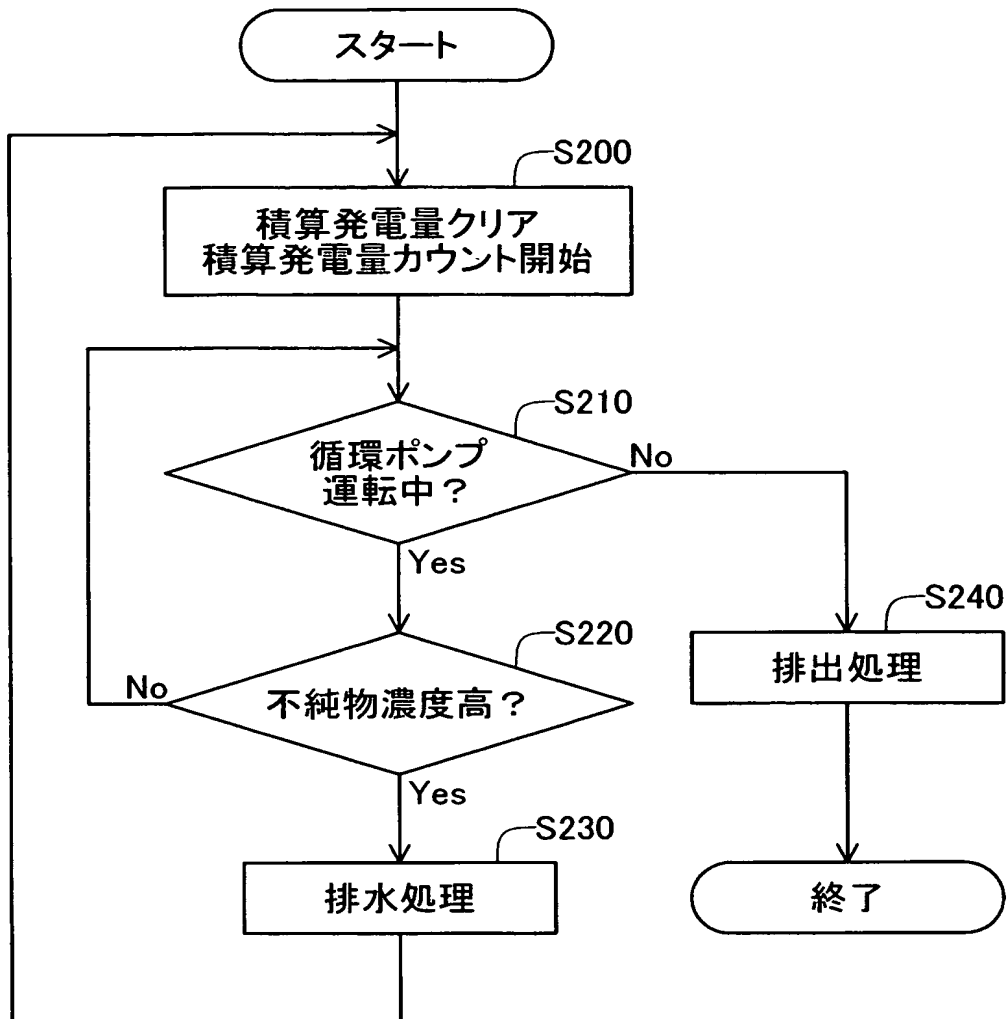 スタート
S200
積算発電量クリア
積算発電量カウント開始
S210
循環ポンプ
運転中？
No
Yes
S240
排出処理
S220
不純物濃度高？
No
Yes
S230
排水処理
終了